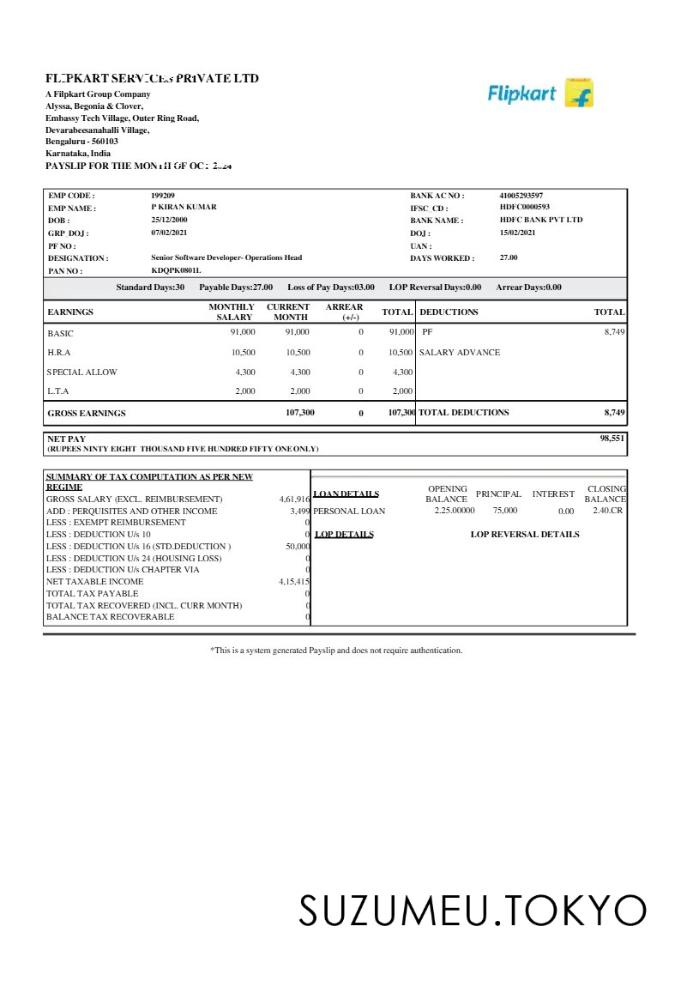 FLIPKART SERVICES PRIVATE LTD
Flipkart
A Filpkart Group Company
Alyssa, Begonia & Clover,
Embassy Tech Village, Outer Ring Road,
Devarabeesanahalli Village,
Bengaluru - 560103
Karnataka, India
PAYSLIP FOR THE MONTH OF OCT 2024
EMP CODE : 199209 BANK AC NO : 41005293597
EMP NAME : P KIRAN KUMAR IFSC_CD : HDFC0000593
DOB : 25/12/2000 BANK NAME : HDFC BANK PVT LTD
GRP_DOJ : 07/02/2021 DOJ : 15/02/2021
PF NO : UAN :
DESIGNATION : Senior Software Developer- Operations Head DAYS WORKED : 27.00
PAN NO : KDQPK0801L
Standard Days:30 Payable Days:27.00 Loss of Pay Days:03.00 LOP Reversal Days:0.00 Arrear Days:0.00
EARNINGS MONTHLY SALARY CURRENT MONTH ARREAR (+/-) TOTAL DEDUCTIONS TOTAL
BASIC 91,000 91,000 0 91,000 PF 8,749
H.R.A 10,500 10,500 0 10,500 SALARY ADVANCE
SPECIAL ALLOW 4,300 4,300 0 4,300
L.T.A 2,000 2,000 0 2,000
GROSS EARNINGS 107,300 0 107,300 TOTAL DEDUCTIONS 8,749
NET PAY 98,551
(RUPEES NINTY EIGHT THOUSAND FIVE HUNDRED FIFTY ONE ONLY)
SUMMARY OF TAX COMPUTATION AS PER NEW
REGIME
GROSS SALARY (EXCL. REIMBURSEMENT) 4,61,916
ADD : PERQUISITES AND OTHER INCOME 3,499
LESS : EXEMPT REIMBURSEMENT 0
LESS : DEDUCTION U/s 10 0
LESS : DEDUCTION U/s 16 (STD.DEDUCTION ) 50,000
LESS : DEDUCTION U/s 24 (HOUSING LOSS) 0
LESS : DEDUCTION U/s CHAPTER VIA 0
NET TAXABLE INCOME 4,15,415
TOTAL TAX PAYABLE 0
TOTAL TAX RECOVERED (INCL. CURR MONTH) 0
BALANCE TAX RECOVERABLE 0
LOAN DETAILS OPENING BALANCE PRINCIPAL INTEREST CLOSING BALANCE
PERSONAL LOAN 2.25.00000 75,000 0.00 2.40.CR
LOP DETAILS LOP REVERSAL DETAILS
*This is a system generated Payslip and does not require authentication.
SUZUMEU.TOKYO